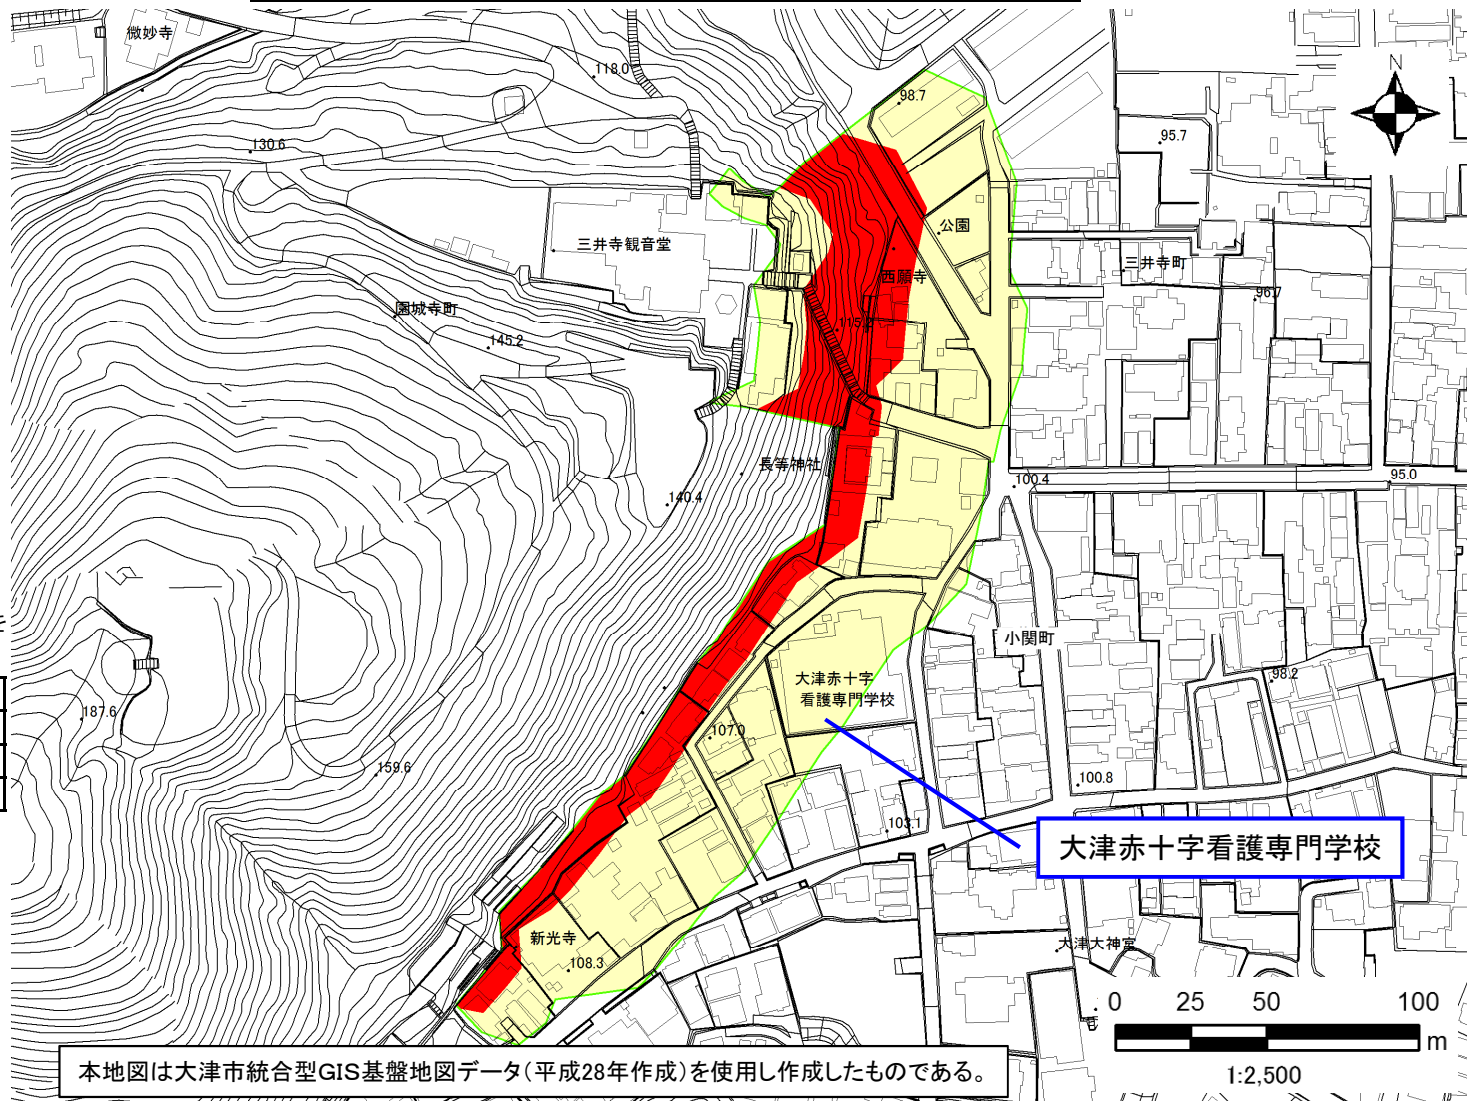 微妙寺
118.0
N
98.7
95.7
130.6
公園
三井寺観音堂
三井寺町
西願寺
園城寺町
96.7
115.2
145.2
長等神社
95.0
100.4
140.4
小関町
大津赤十字
看護専門学校
98.2
187.6
107.0
159.6
100.8
103.1
大津赤十字看護専門学校
新光寺
大津大神宮
108.3
0 25 50 100
m
本地図は大津市統合型GIS基盤地図データ(平成28年作成)を使用し作成したものである。
1:2,500